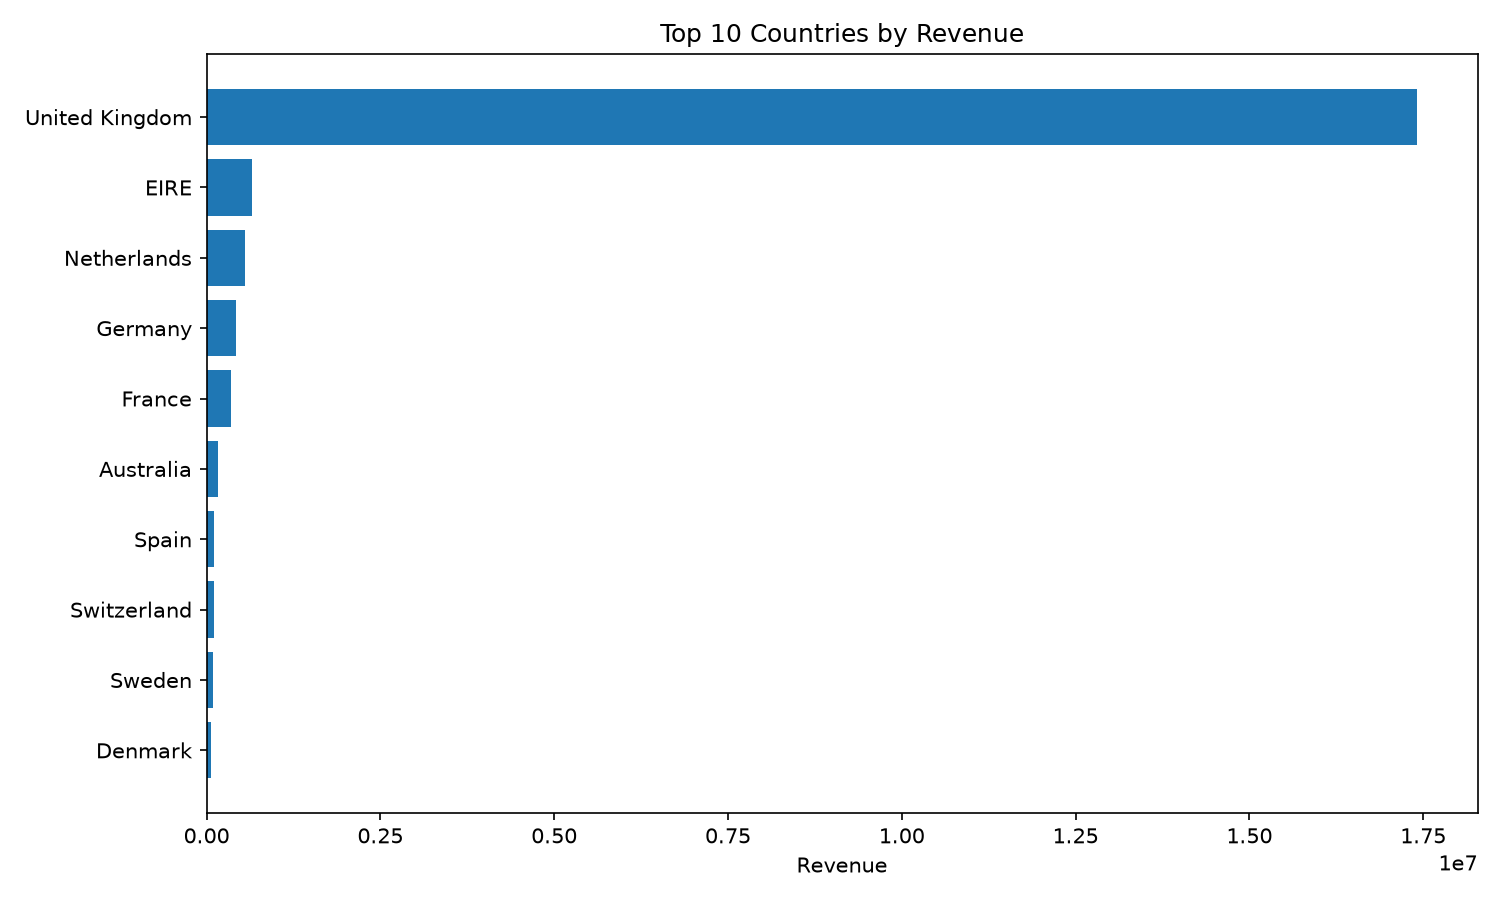 Top 10 Countries by Revenue
United Kingdom
EIRE
Netherlands
Germany
France
Australia
Spain
Switzerland
Sweden
Denmark
0.00 0.25 0.50 0.75 1.00 1.25 1.50 1.75
1e7
Revenue